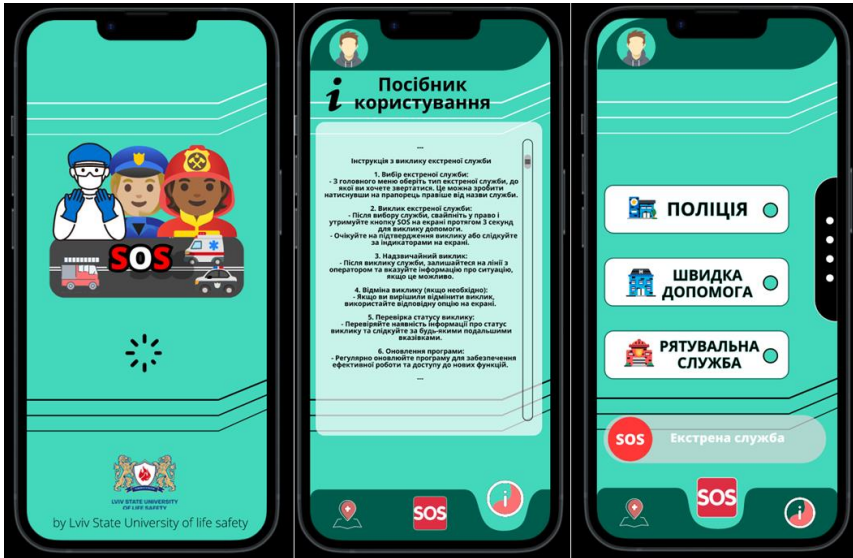 SOS
LVIV STATE UNIVERSITY
OF LIFE SAFETY
by Lviv State University of life safety
i
Посібник
користування
...
Інструкція з виклику екстреної служби
1. Вибір екстреної служби:
- З головного меню оберіть тип екстреної служби, до
якої ви хочете звертатися. Це можна зробити
натиснувши на прапорець правіше від назви служби.
2. Виклик екстреної служби:
- Після вибору служби, свайпніть у право і
утримуйте кнопку SOS на екрані протягом 3 секунд
для виклику допомоги.
- Очікуйте на підтвердження виклику або слідкуйте
за індикаторами на екрані.
3. Надзвичайний виклик:
- Після виклику служби, залишайтеся на лінії з
оператором та вказуйте інформацію про ситуацію,
якщо це можливо.
4. Відміна виклику (якщо необхідно):
- Якщо ви вирішили відмінити виклик,
використайте відповідну опцію на екрані.
5. Перевірка статусу виклику:
- Перевіряйте наявність інформації про статус
виклику та слідкуйте за будь-якими подальшими
вказівками.
6. Оновлення програми:
- Регулярно оновлюйте програму для забезпечення
ефективної роботи та доступу до нових функцій.
...
SOS
i
ПОЛІЦІЯ
ШВИДКА
ДОПОМОГА
РЯТУВАЛЬНА
СЛУЖБА
SOS Екстрена служба
SOS
i